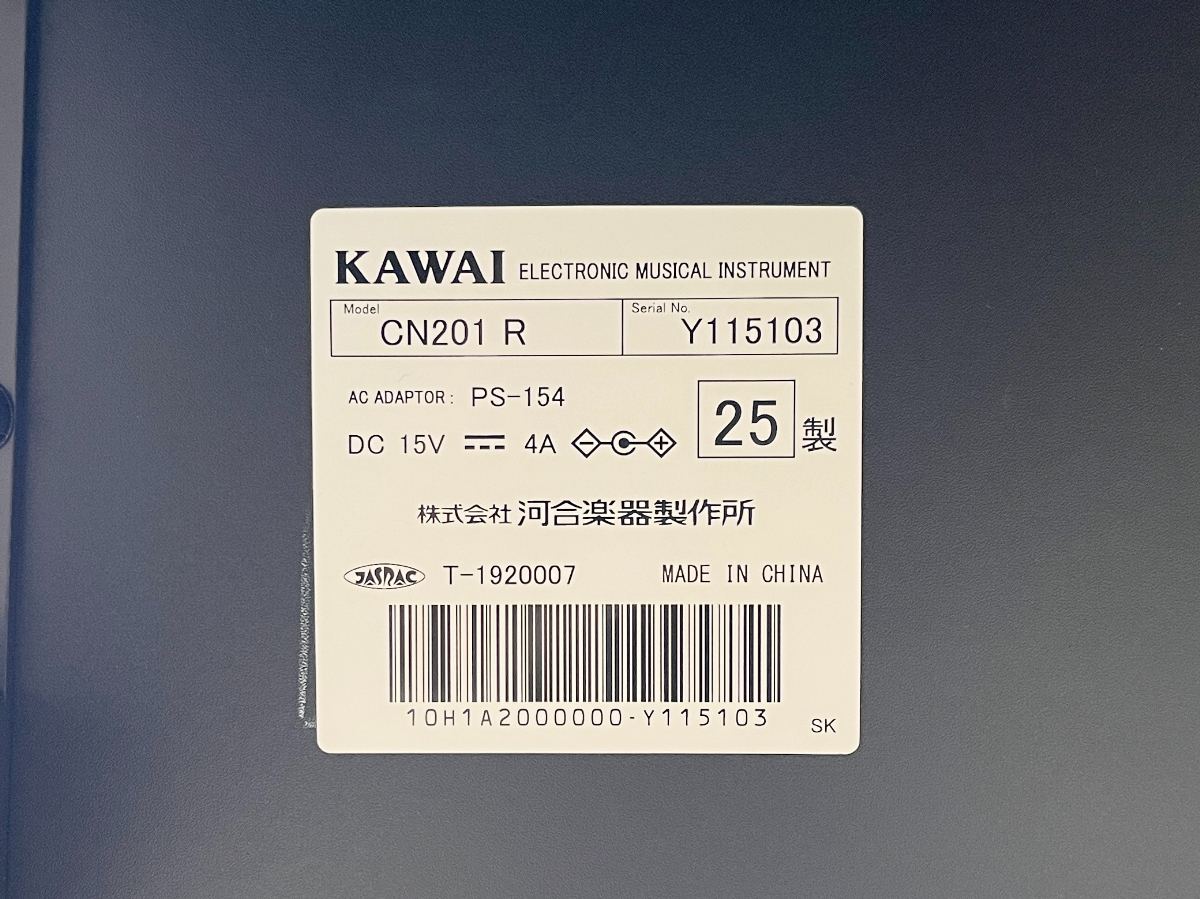 KAWAI ELECTRONIC MUSICAL INSTRUMENT
Model CN201 R Serial No. Y115103
AC ADAPTOR : PS-154
DC 15V 4A 25 製
株式会社 河合楽器製作所
JASRAC T-1920007 MADE IN CHINA
10H1A2000000-Y115103
SK